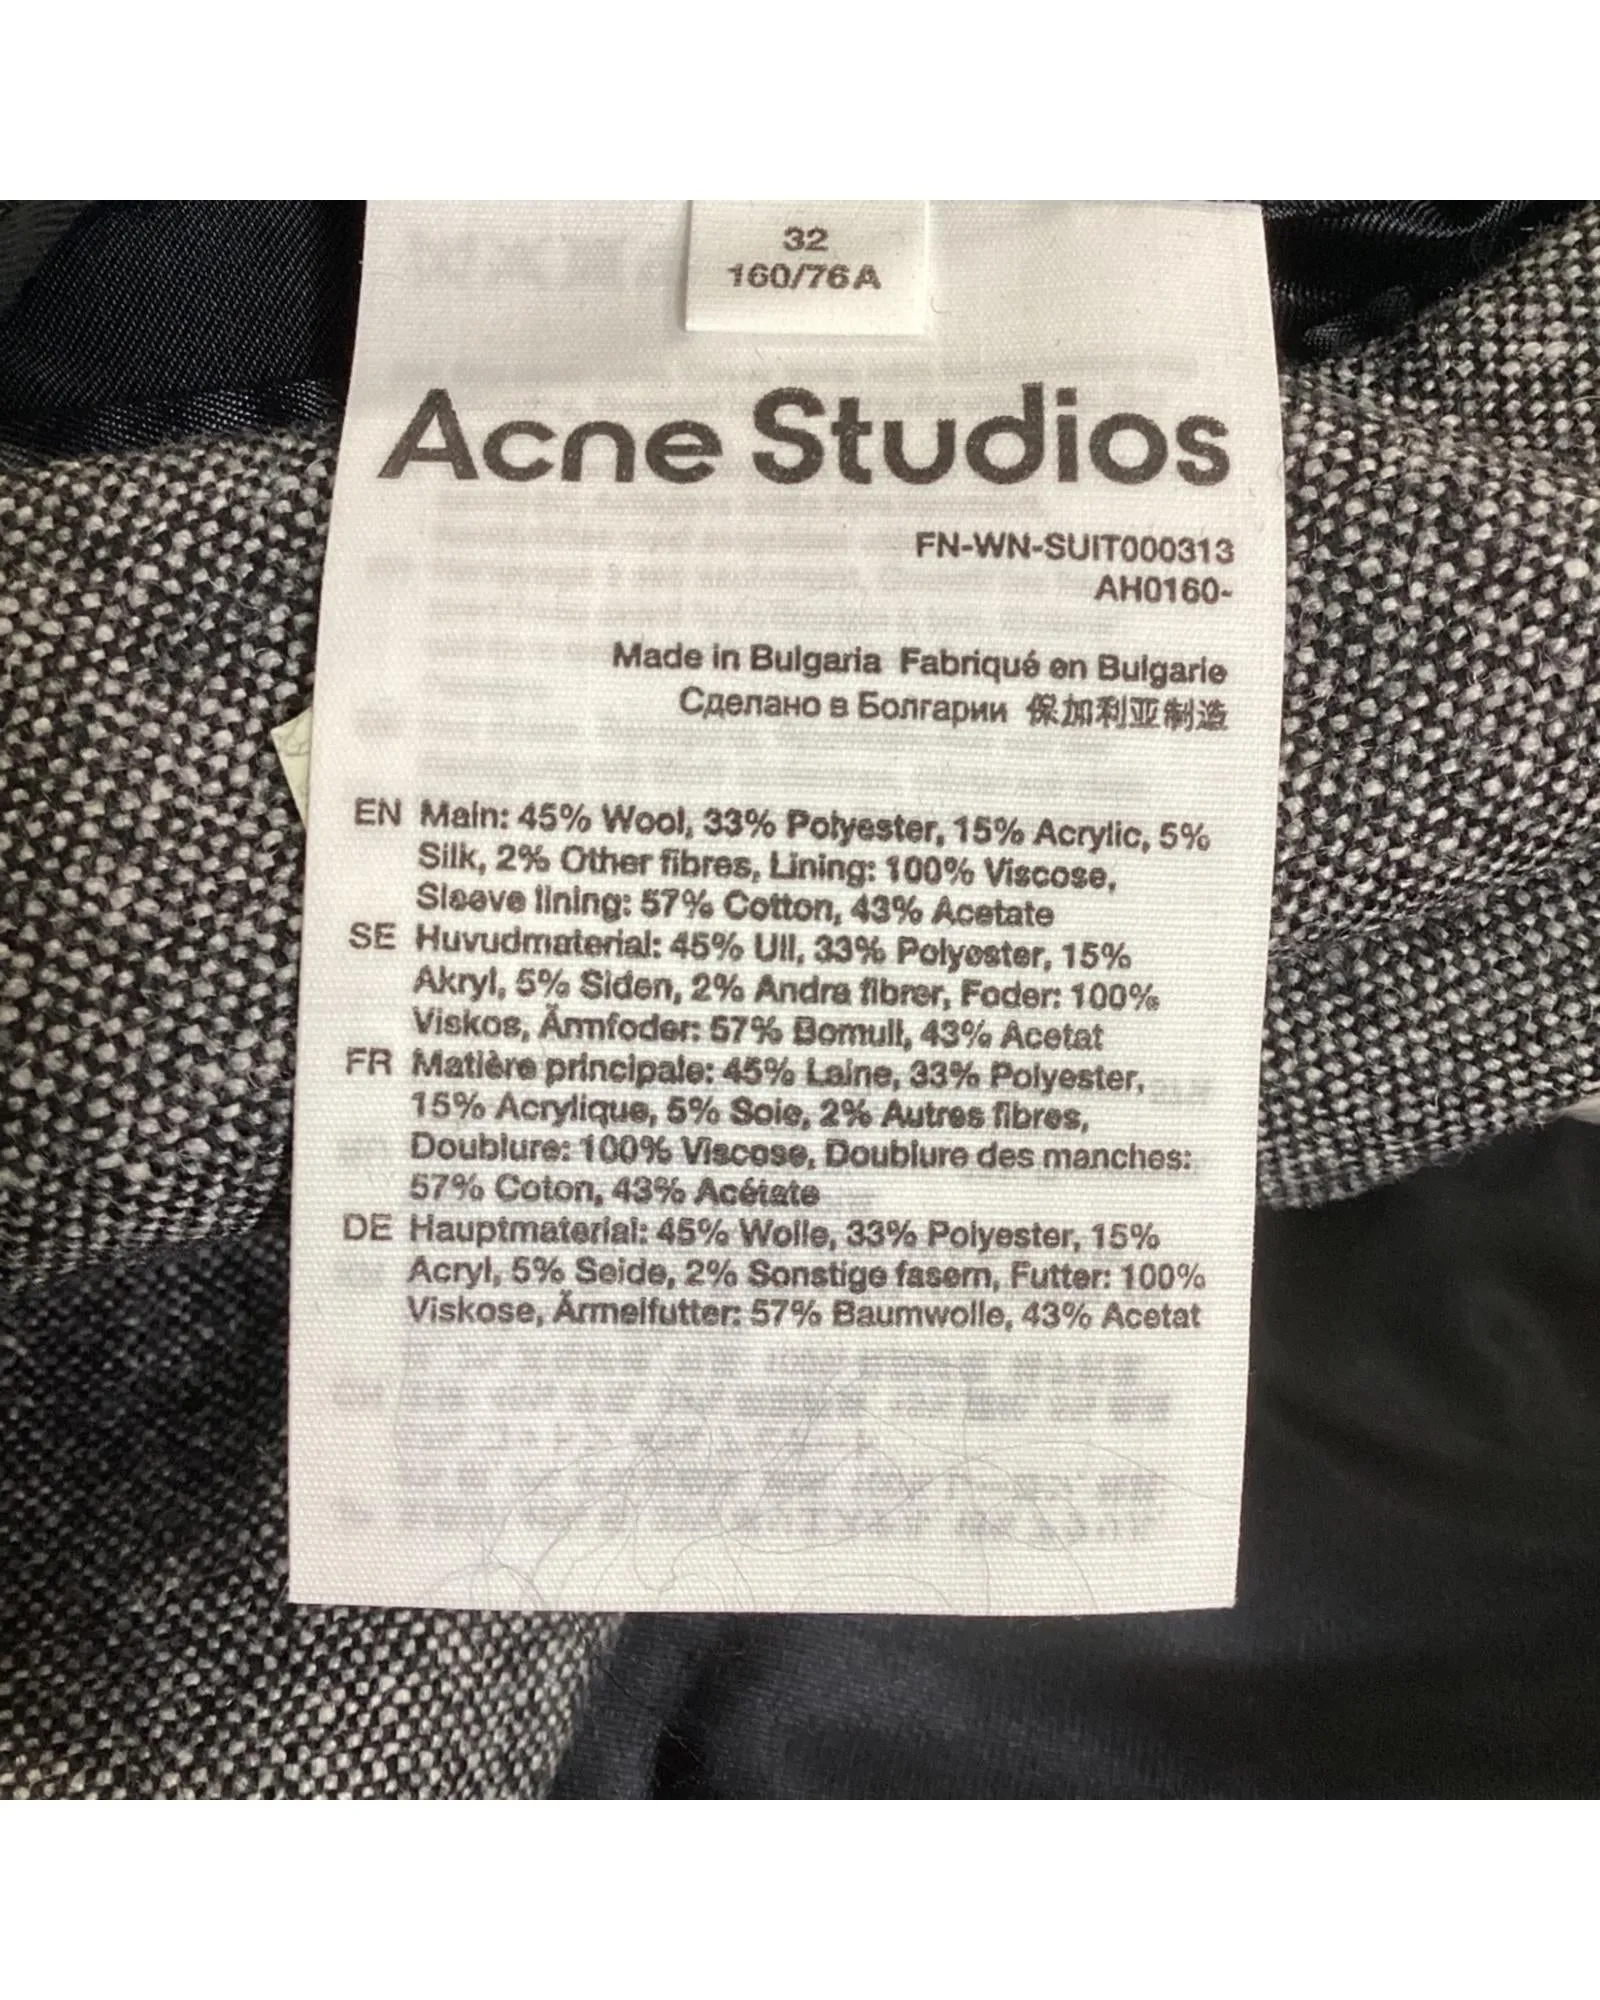 32
160/76A
Acne Studios
FN-WN-SUIT000313
AH0160-
Made in Bulgaria Fabriqué en Bulgarie
Сделано в Болгарии 保加利亚制造
EN Main: 45% Wool, 33% Polyester, 15% Acrylic, 5%
Silk, 2% Other fibres, Lining: 100% Viscose,
Sleeve lining: 57% Cotton, 43% Acetate
SE Huvudmaterial: 45% Ull, 33% Polyester, 15%
Akryl, 5% Siden, 2% Andra fibrer, Foder: 100%
Viskos, Ärmfoder: 57% Bomull, 43% Acetat
FR Matière principale: 45% Laine, 33% Polyester,
15% Acrylique, 5% Soie, 2% Autres fibres,
Doublure: 100% Viscose, Doublure des manches:
57% Coton, 43% Acétate
DE Hauptmaterial: 45% Wolle, 33% Polyester, 15%
Acryl, 5% Seide, 2% Sonstige fasern, Futter: 100%
Viskose, Ärmelfutter: 57% Baumwolle, 43% Acetat